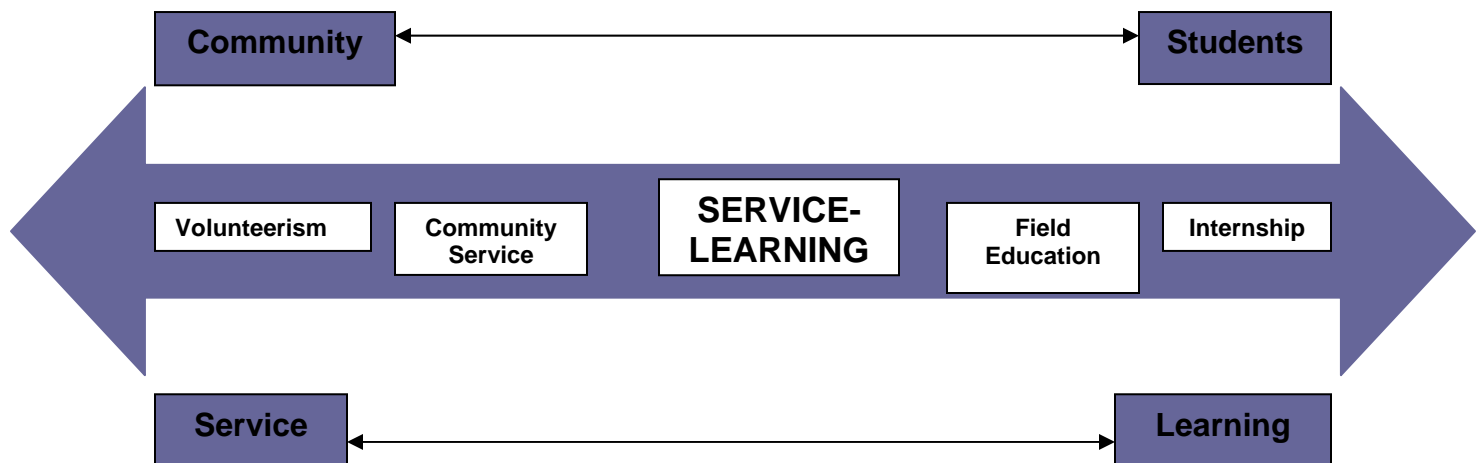 Community
Students
Volunteerism
Community
Service
SERVICE-
LEARNING
Field
Education
Internship
Service
Learning